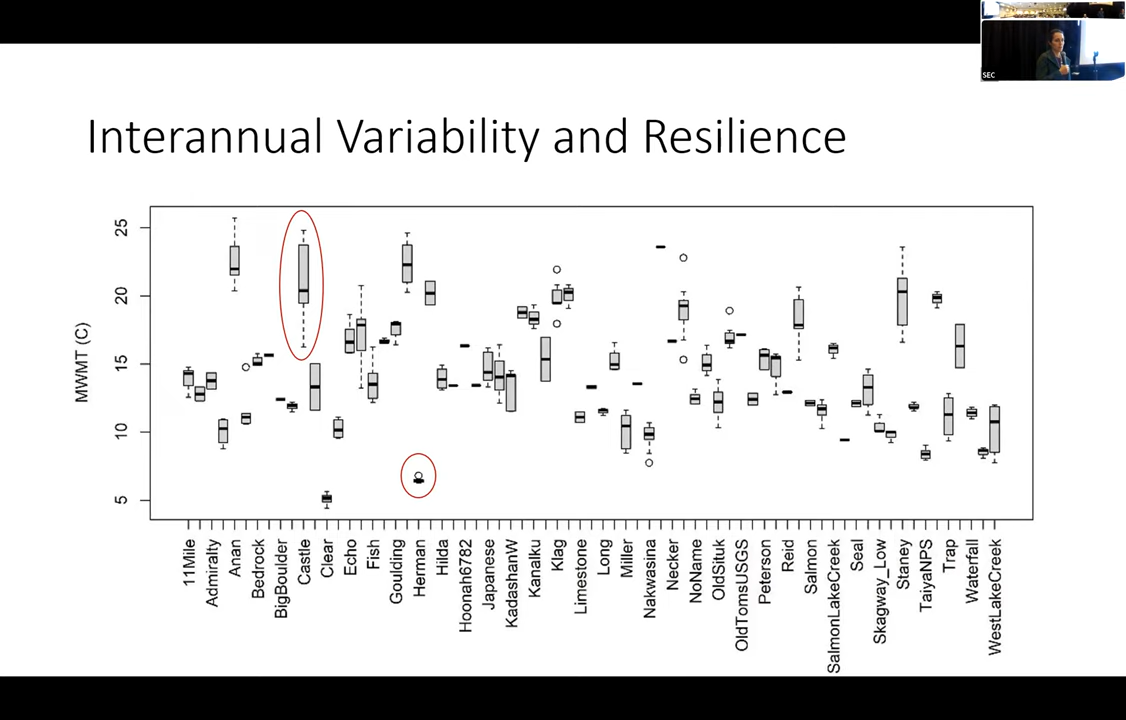 SEC
Interannual Variability and Resilience
MWMT (C)
25
20
15
10
5
11Mile
Admiralty
Anan
Bedrock
BigBoulder
Castle
Clear
Echo
Fish
Goulding
Herman
Hilda
Hoonah6782
Japanese
KadashanW
Kanalku
Klag
Limestone
Long
Miller
Nakwasina
Necker
NoName
OldSituk
OldTomsUSGS
Peterson
Reid
Salmon
SalmonLakeCreek
Seal
Skagway_Low
Staney
TaiyaNPS
Trap
Waterfall
WestLakeCreek